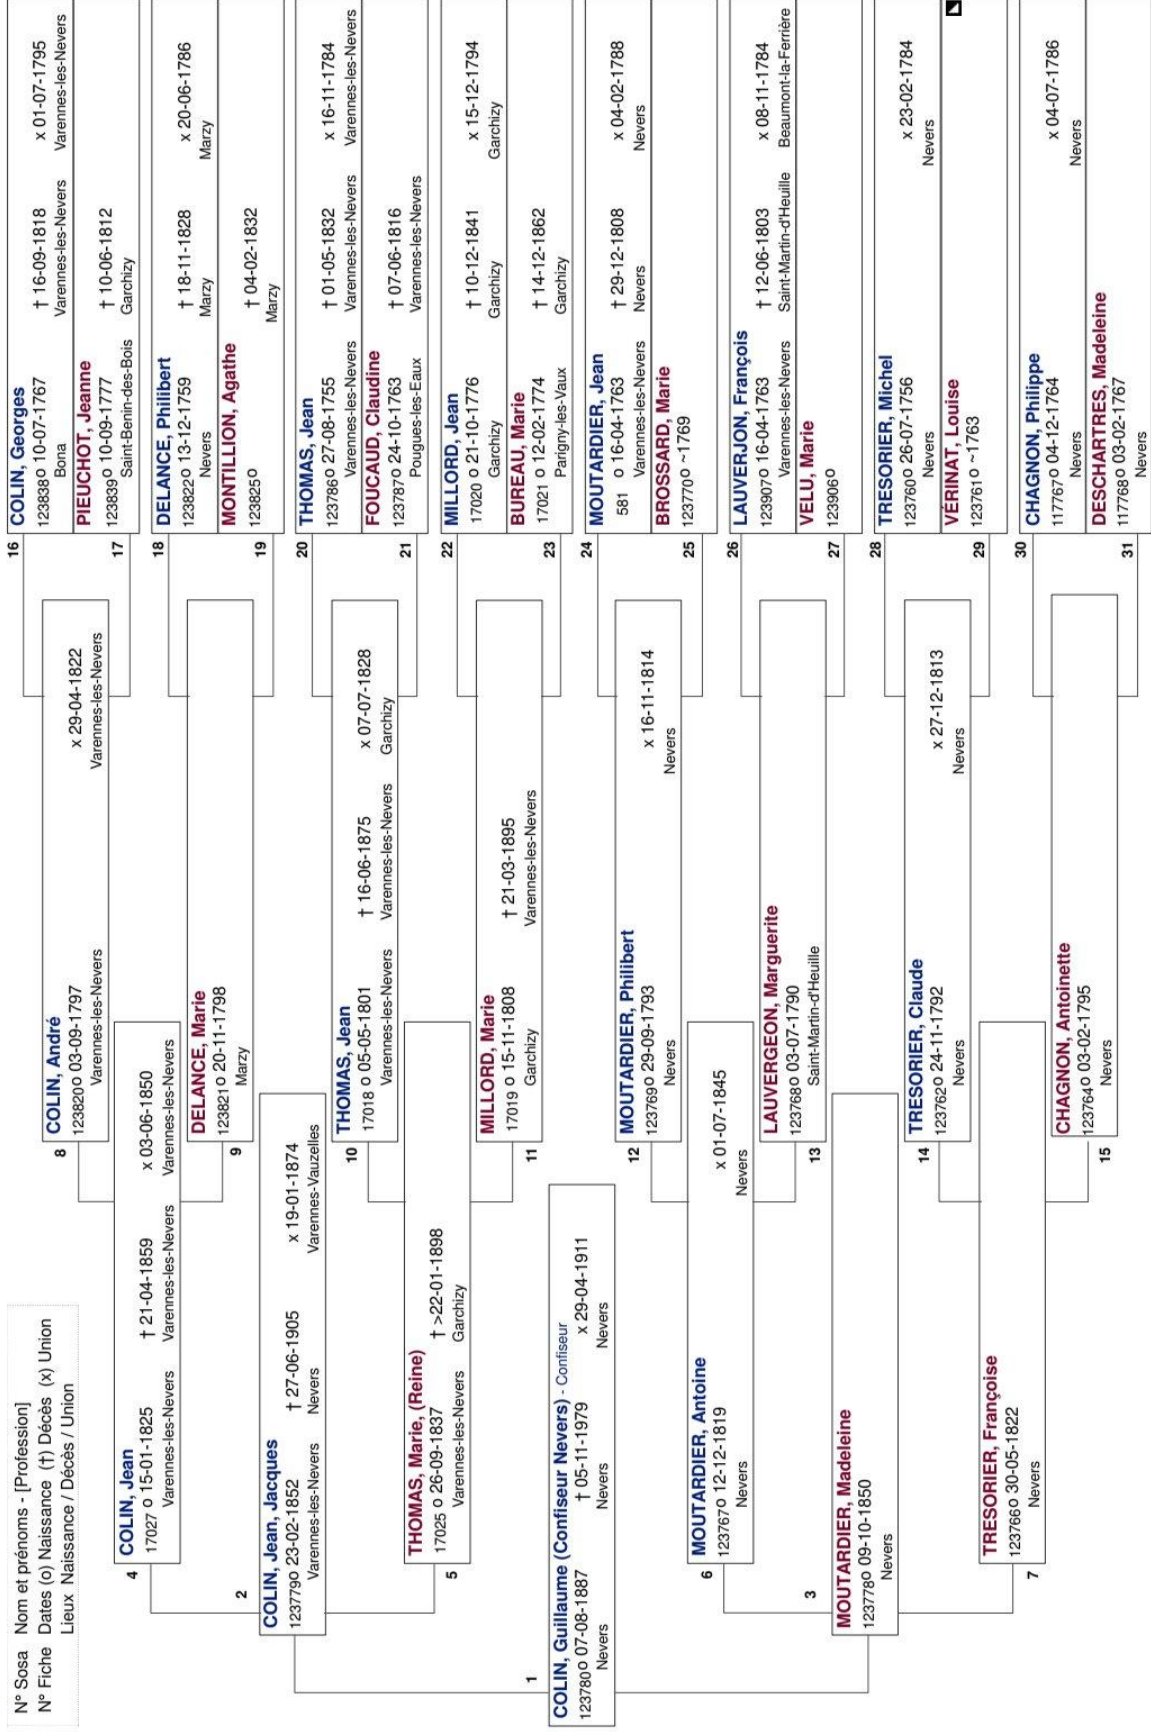 N° Sosa Nom et prénoms - [Profession]
N° Fiche Dates (o) Naissance (†) Décès (x) Union
Lieux Naissance / Décès / Union
1
COLIN, Guillaume (Confiseur Nevers) - Confiseur
123780 o 07-08-1887 † 05-11-1979 x 29-04-1911
Nevers Nevers Nevers
2
COLIN, Jean, Jacques
123779 o 23-02-1852 † 27-06-1905 x 19-01-1874
Varennes-les-Nevers Nevers Varennes-Vauzelles
3
MOUTARDIER, Madeleine
123778 o 09-10-1850
Nevers
4
COLIN, Jean
17027 o 15-01-1825 † 21-04-1859 x 03-06-1850
Varennes-les-Nevers Varennes-les-Nevers Varennes-les-Nevers
5
THOMAS, Marie, (Reine)
17025 o 26-09-1837 † >22-01-1898
Varennes-les-Nevers Garchizy
6
MOUTARDIER, Antoine
123767 o 12-12-1819 x 01-07-1845
Nevers Nevers
7
TRESORIER, Françoise
123766 o 30-05-1822
Nevers
8
COLIN, André
123820 o 03-09-1797 x 29-04-1822
Varennes-les-Nevers Varennes-les-Nevers
9
DELANCE, Marie
123821 o 20-11-1798
Marzy
10
THOMAS, Jean
17018 o 05-05-1801 † 16-06-1875 x 07-07-1828
Varennes-les-Nevers Varennes-les-Nevers Garchizy
11
MILLORD, Marie
17019 o 15-11-1808 † 21-03-1895
Garchizy Varennes-les-Nevers
12
MOUTARDIER, Philibert
123769 o 29-09-1793 x 16-11-1814
Nevers Nevers
13
LAUVERGEON, Marguerite
123768 o 03-07-1790
Saint-Martin-d'Heuille
14
TRESORIER, Claude
123762 o 24-11-1792 x 27-12-1813
Nevers Nevers
15
CHAGNON, Antoinette
123764 o 03-02-1795
Nevers
16
COLIN, Georges
123838 o 10-07-1767 † 16-09-1818 x 01-07-1795
Bona Varennes-les-Nevers Varennes-les-Nevers
17
PIEUCHOT, Jeanne
123839 o 10-09-1777 † 10-06-1812
Saint-Benin-des-Bois Garchizy
18
DELANCE, Philibert
123822 o 13-12-1759 † 18-11-1828 x 20-06-1786
Nevers Marzy Marzy
19
MONTILLION, Agathe
123825 o † 04-02-1832
Marzy
20
THOMAS, Jean
123786 o 27-08-1755 † 01-05-1832 x 16-11-1784
Varennes-les-Nevers Varennes-les-Nevers Varennes-les-Nevers
21
FOUCAUD, Claudine
123787 o 24-10-1763 † 07-06-1816
Pougues-les-Eaux Varennes-les-Nevers
22
MILLORD, Jean
17020 o 21-10-1776 † 10-12-1841 x 15-12-1794
Garchizy Garchizy Garchizy
23
BUREAU, Marie
17021 o 12-02-1774 † 14-12-1862
Parigny-les-Vaux Garchizy
24
MOUTARDIER, Jean
581 o 16-04-1763 † 29-12-1808 x 04-02-1788
Varennes-les-Nevers Nevers Nevers
25
BROSSARD, Marie
123770 o ~1769
26
LAUVERJON, François
123907 o 16-04-1763 † 12-06-1803 x 08-11-1784
Varennes-les-Nevers Saint-Martin-d'Heuille Beaumont-la-Ferrière
27
VELU, Marie
123906 o
28
TRESORIER, Michel
123760 o 26-07-1756 x 23-02-1784
Nevers Nevers
29
VÉRINAT, Louise
123761 o ~1763
30
CHAGNON, Philippe
117767 o 04-12-1764 x 04-07-1786
Nevers Nevers
31
DESCHARTRES, Madeleine
117768 o 03-02-1767
Nevers